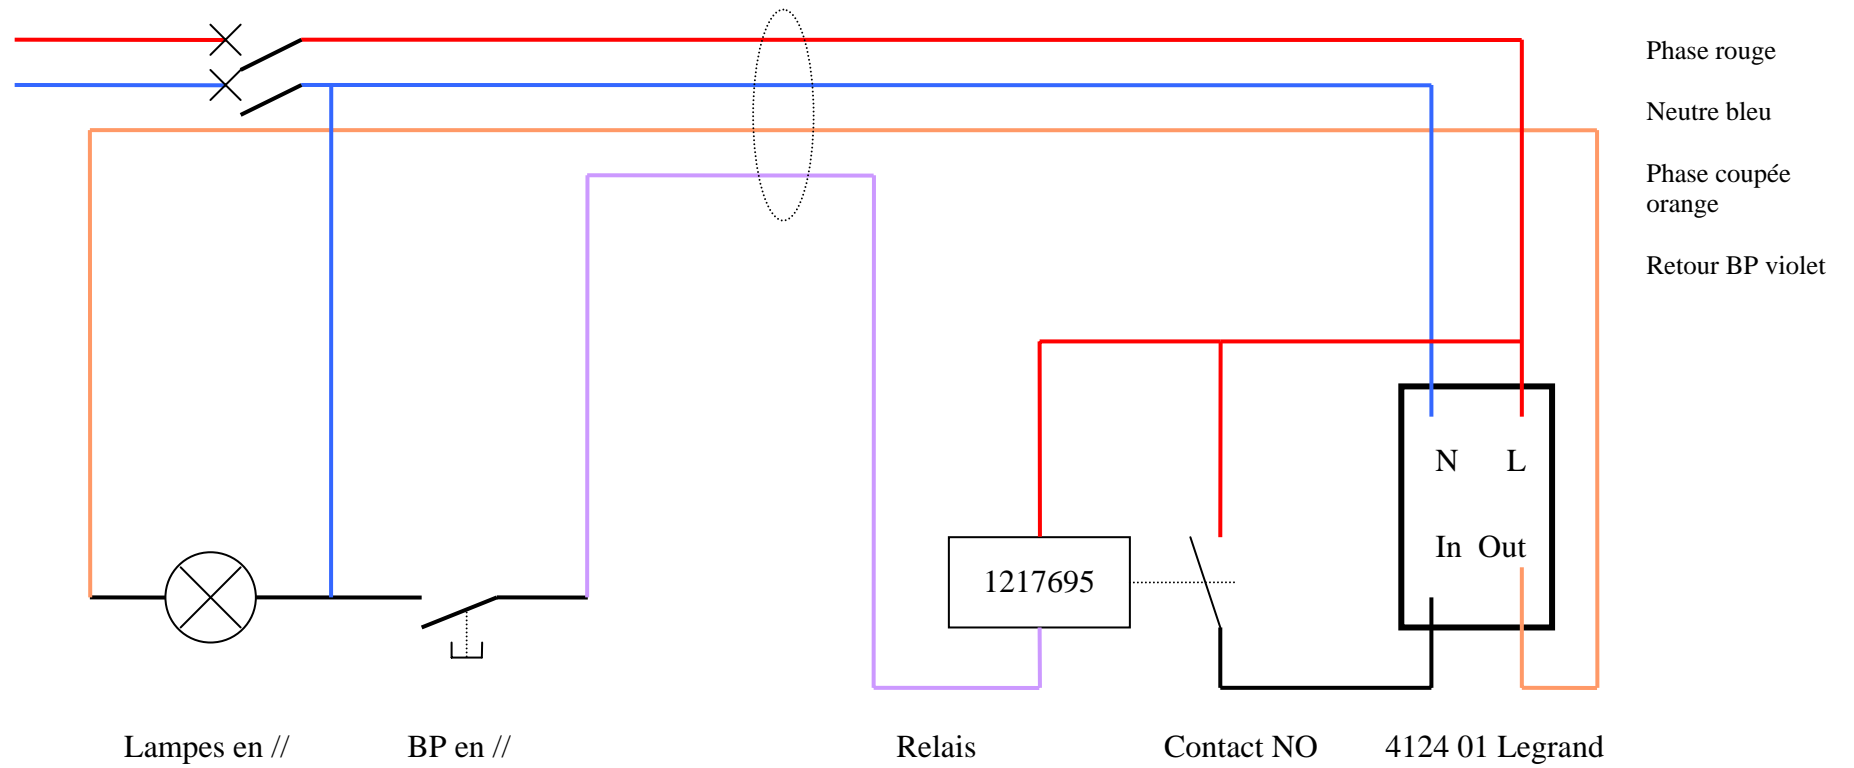 Phase rouge
Neutre bleu
Phase coupée
orange
Retour BP violet
N L
In Out
1217695
Lampes en // BP en // Relais Contact NO 4124 01 Legrand